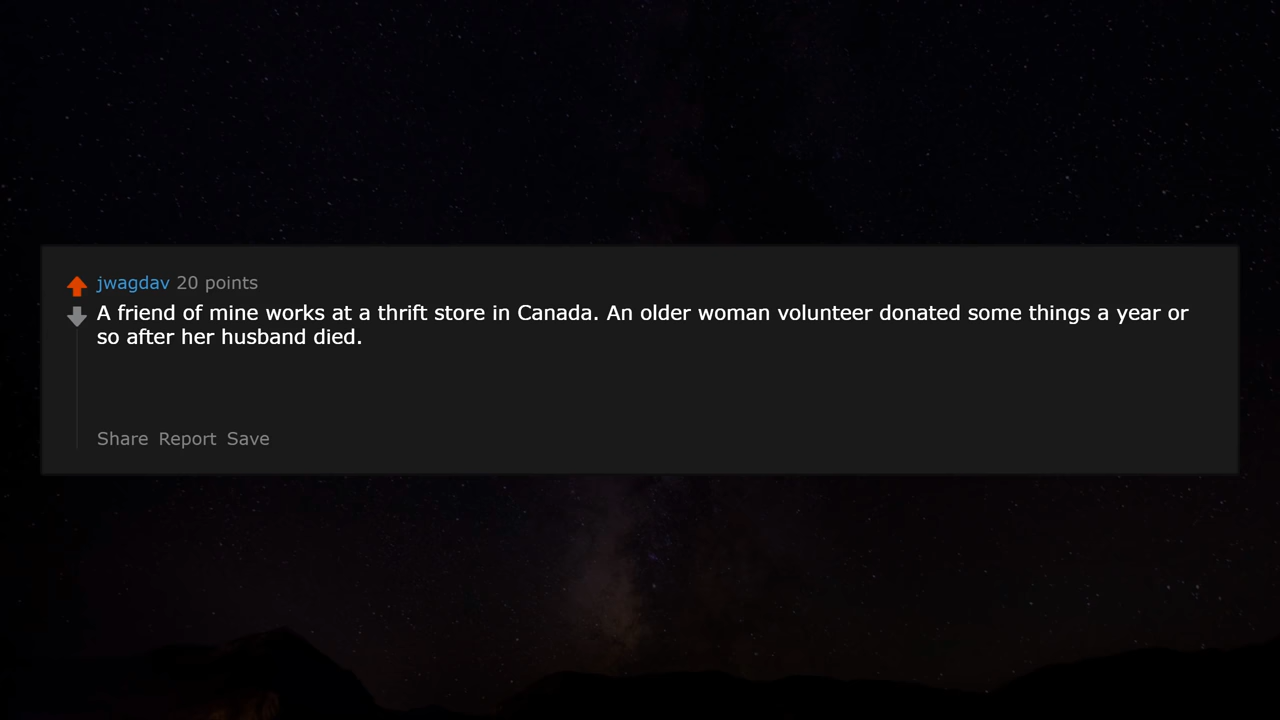 jwagdav 20 points
A friend of mine works at a thrift store in Canada. An older woman volunteer donated some things a year or
so after her husband died.
Share Report Save